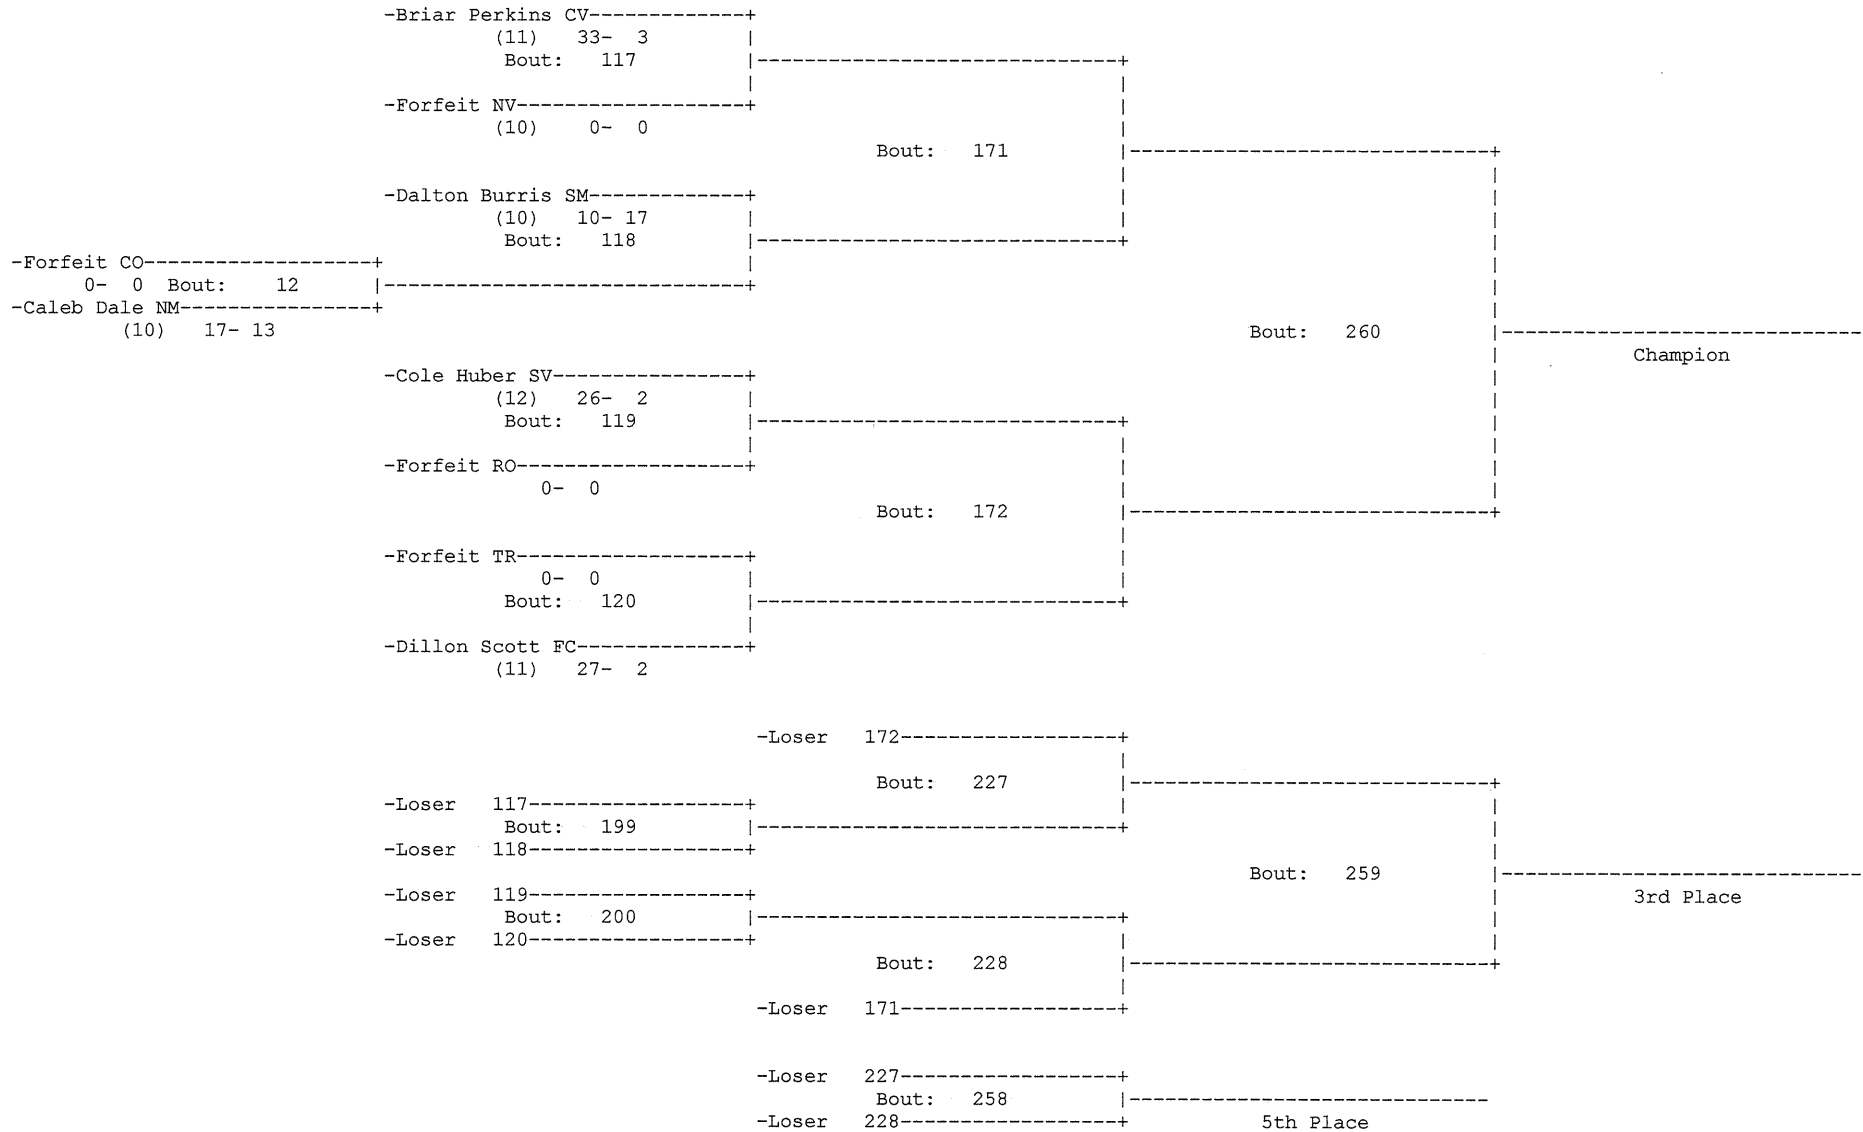 -Briar Perkins CV
(11) 33- 3
Bout: 117
-Forfeit NV
(10) 0- 0
Bout: 171
-Dalton Burris SM
(10) 10- 17
Bout: 118
-Forfeit CO
0- 0 Bout: 12
-Caleb Dale NM
(10) 17- 13
Bout: 260
Champion
-Cole Huber SV
(12) 26- 2
Bout: 119
-Forfeit RO
0- 0
Bout: 172
-Forfeit TR
0- 0
Bout: 120
-Dillon Scott FC
(11) 27- 2
-Loser 172
Bout: 227
-Loser 117
Bout: 199
-Loser 118
Bout: 259
-Loser 119
3rd Place
Bout: 200
-Loser 120
Bout: 228
-Loser 171
-Loser 227
Bout: 258
-Loser 228
5th Place